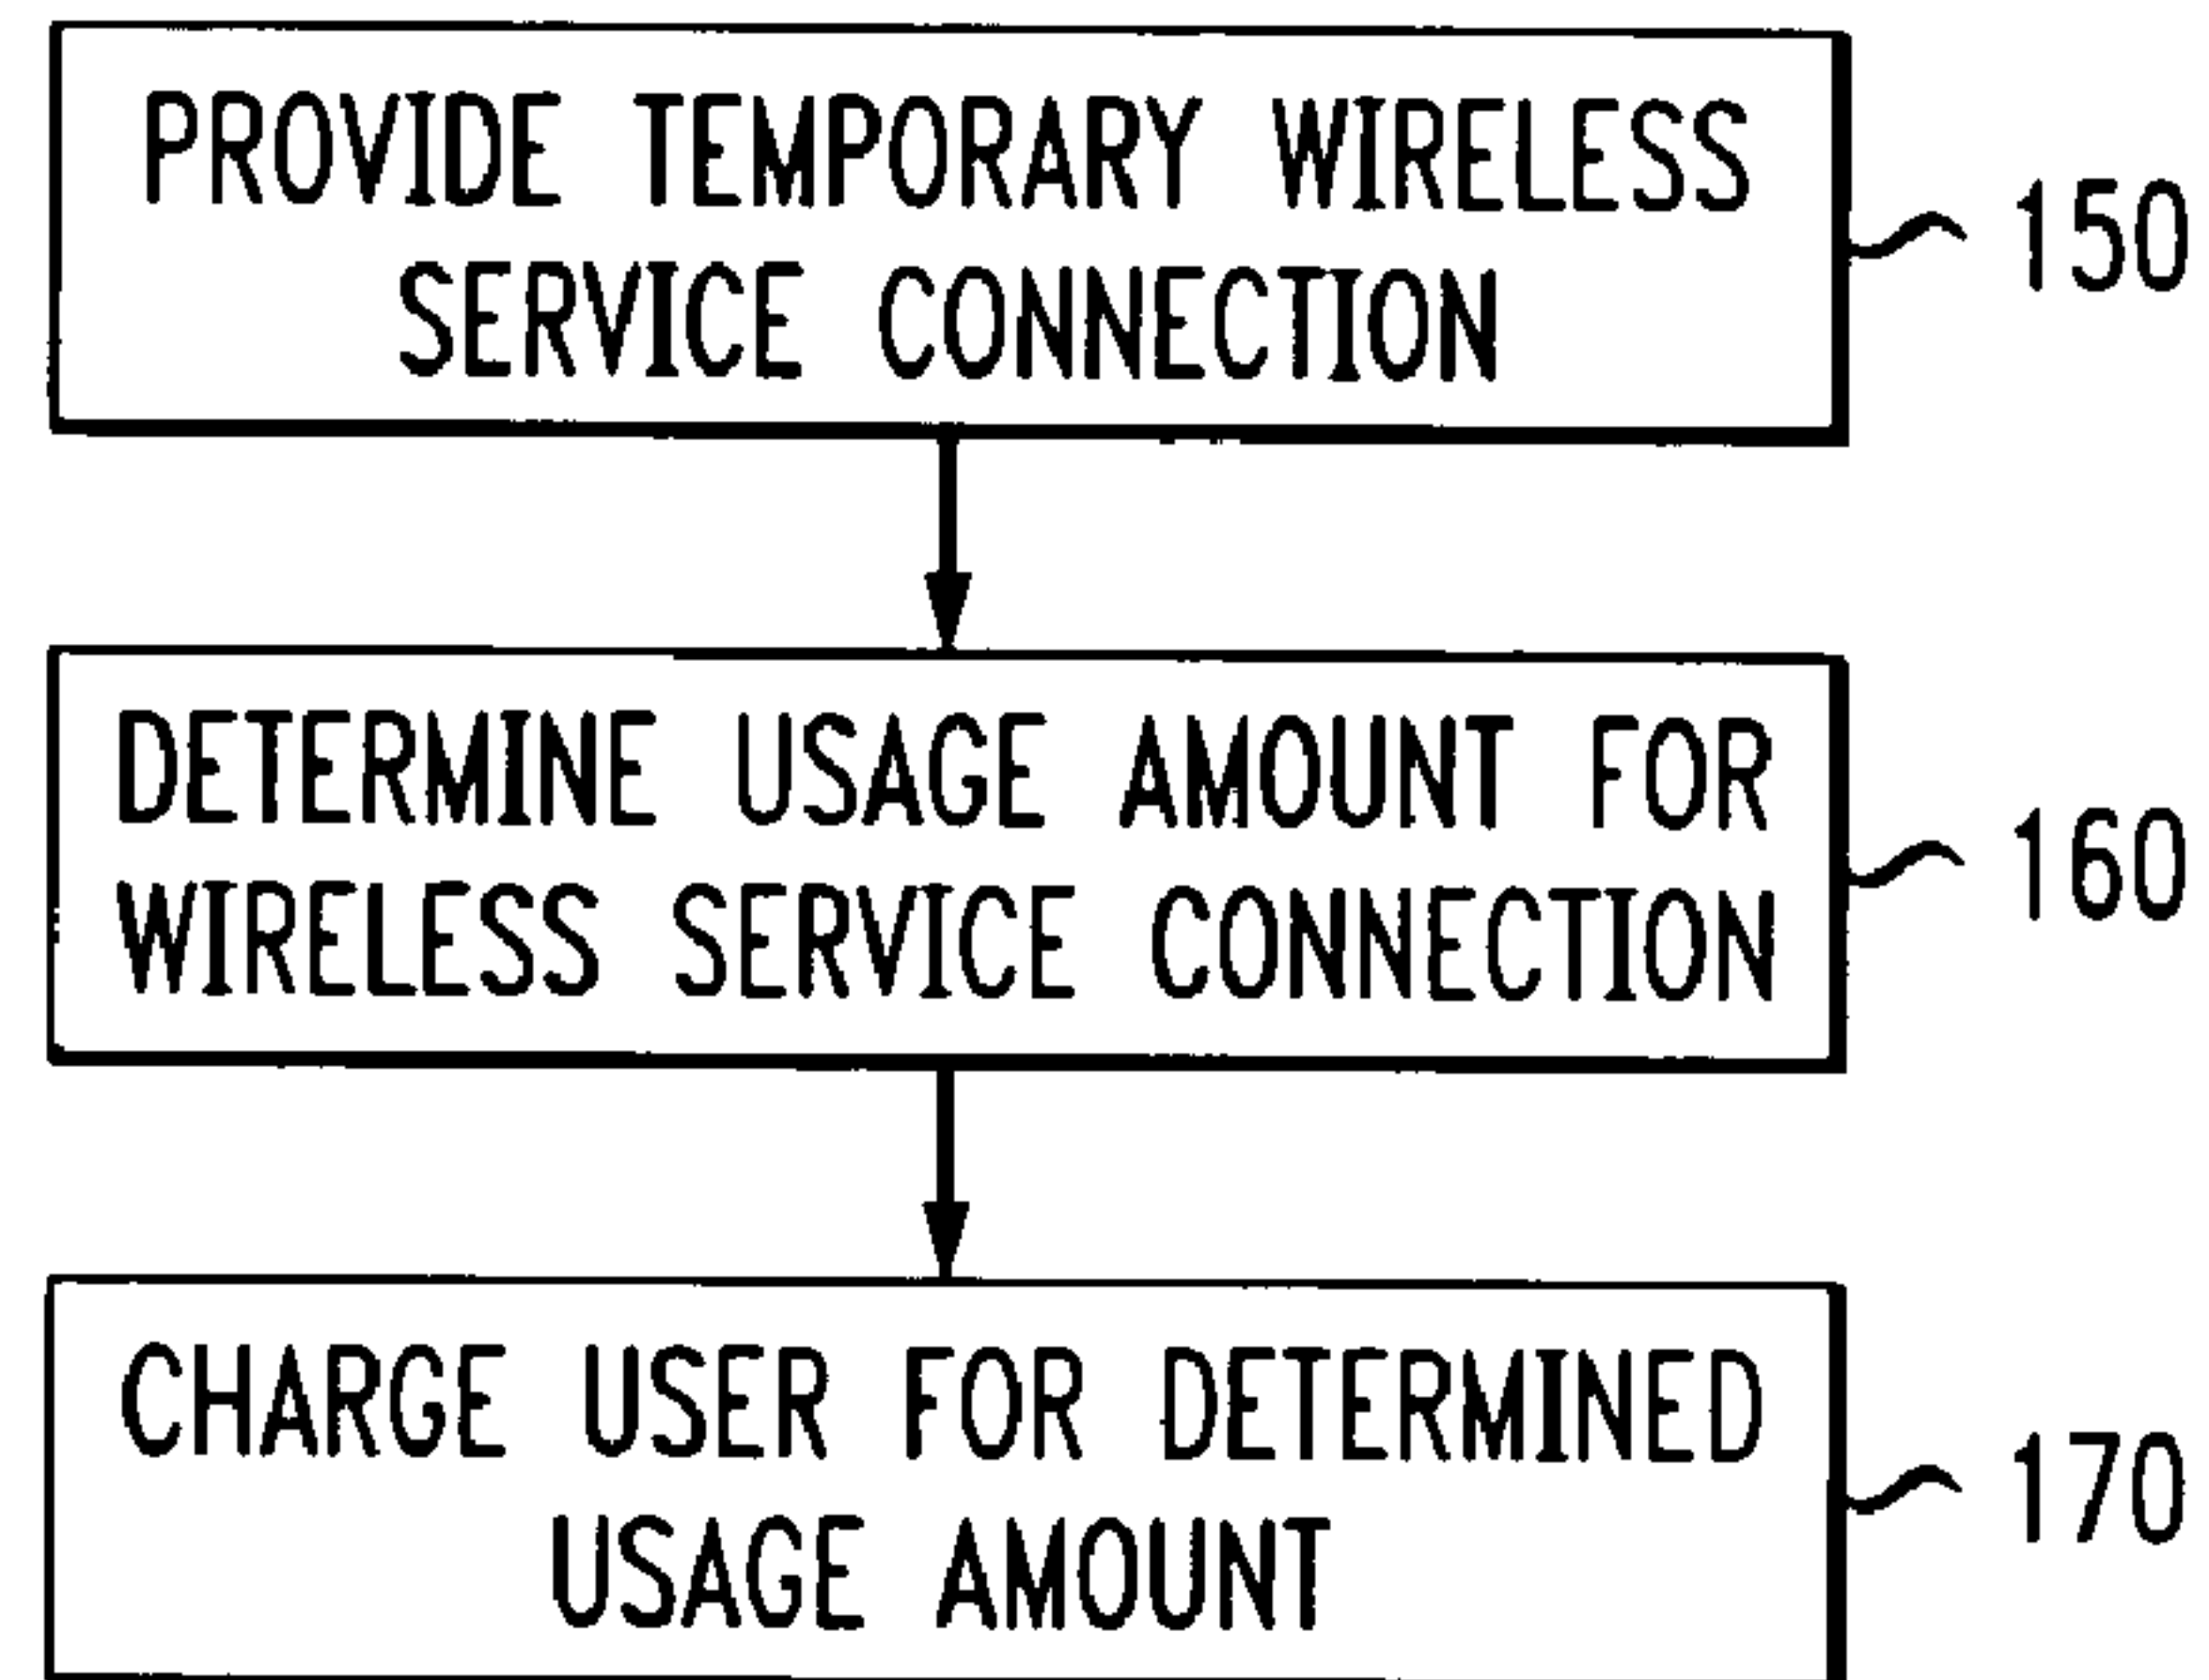 PROVIDE TEMPORARY WIRELESS
SERVICE CONNECTION
150
DETERMINE USAGE AMOUNT FOR
WIRELESS SERVICE CONNECTION
160
CHARGE USER FOR DETERMINED
USAGE AMOUNT
170